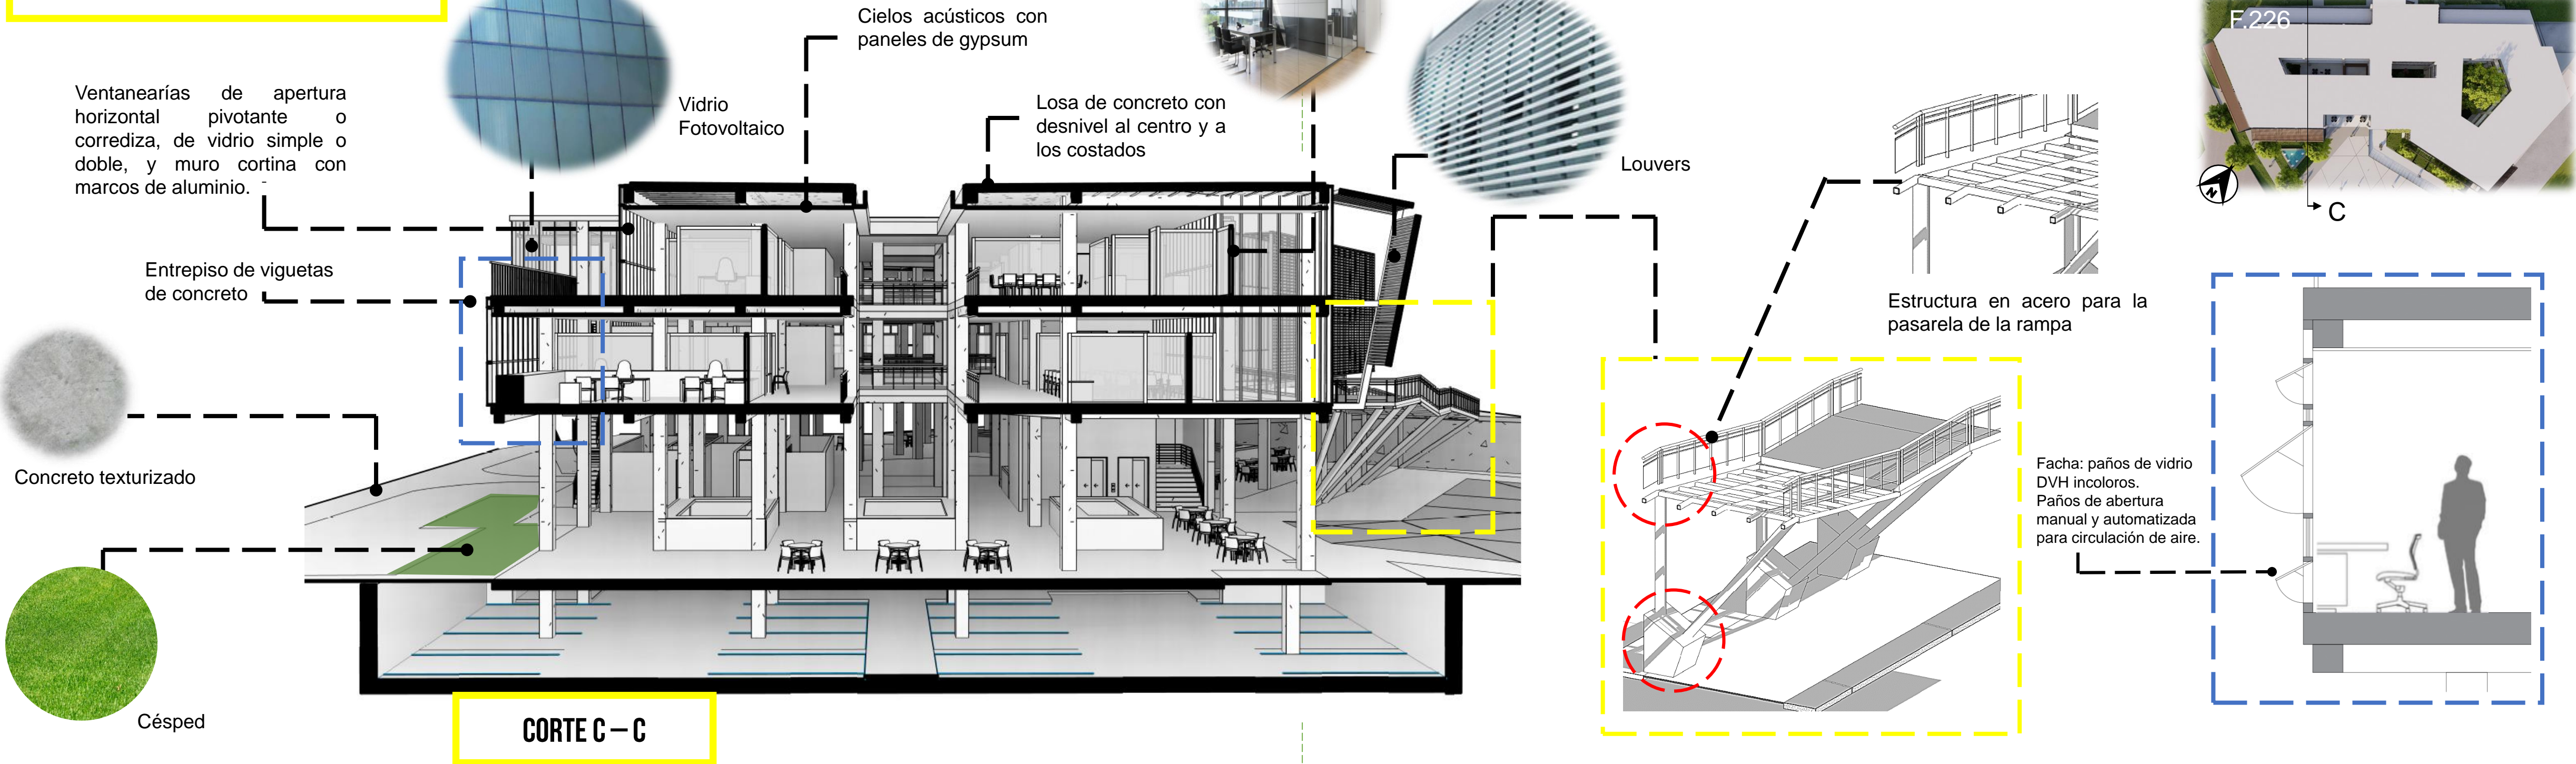 Cielos acústicos con
paneles de gypsum
F.226
Ventanearías de apertura
horizontal pivotante o
corrediza, de vidrio simple o
doble, y muro cortina con
marcos de aluminio.
Vidrio
Fotovoltaico
Losa de concreto con
desnivel al centro y a
los costados
Louvers
N
C
Entrepiso de viguetas
de concreto
Estructura en acero para la
pasarela de la rampa
Concreto texturizado
Facha: paños de vidrio
DVH incoloros.
Paños de abertura
manual y automatizada
para circulación de aire.
Césped
CORTE C – C